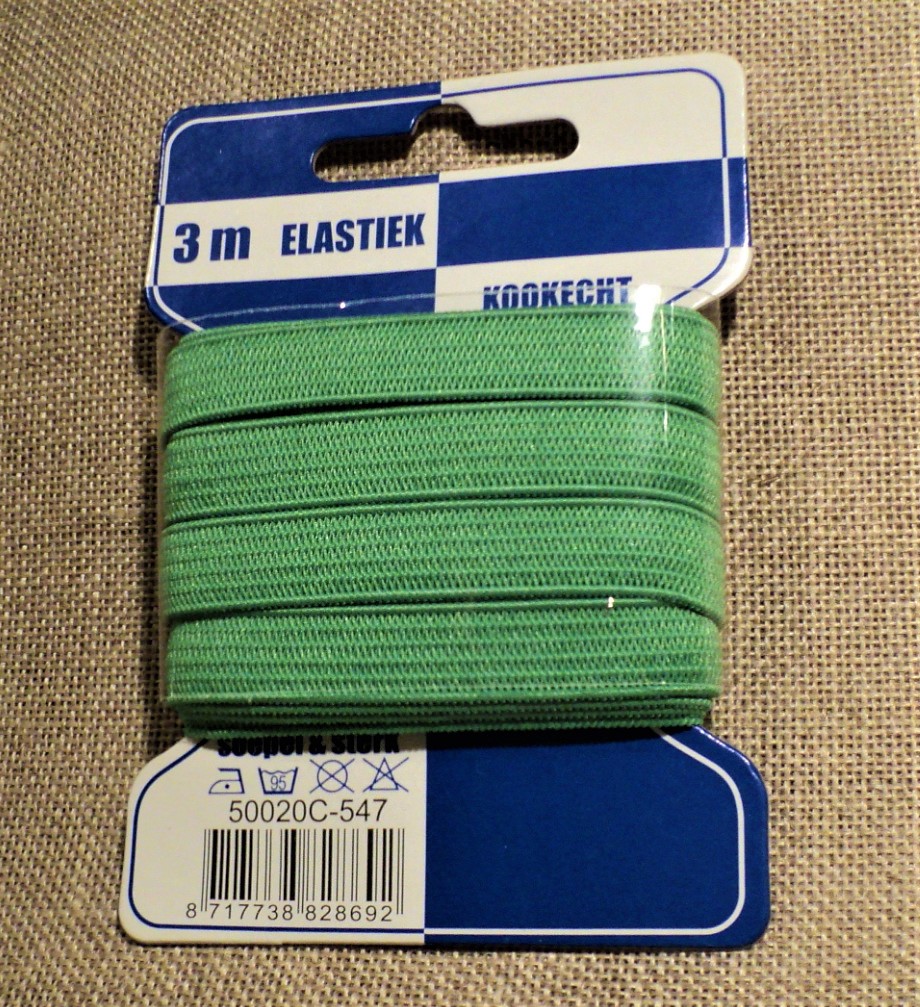 3 m ELASTIEK
KOOKECHT
soepel & sterk
95
50020C-547
8 717738 828692